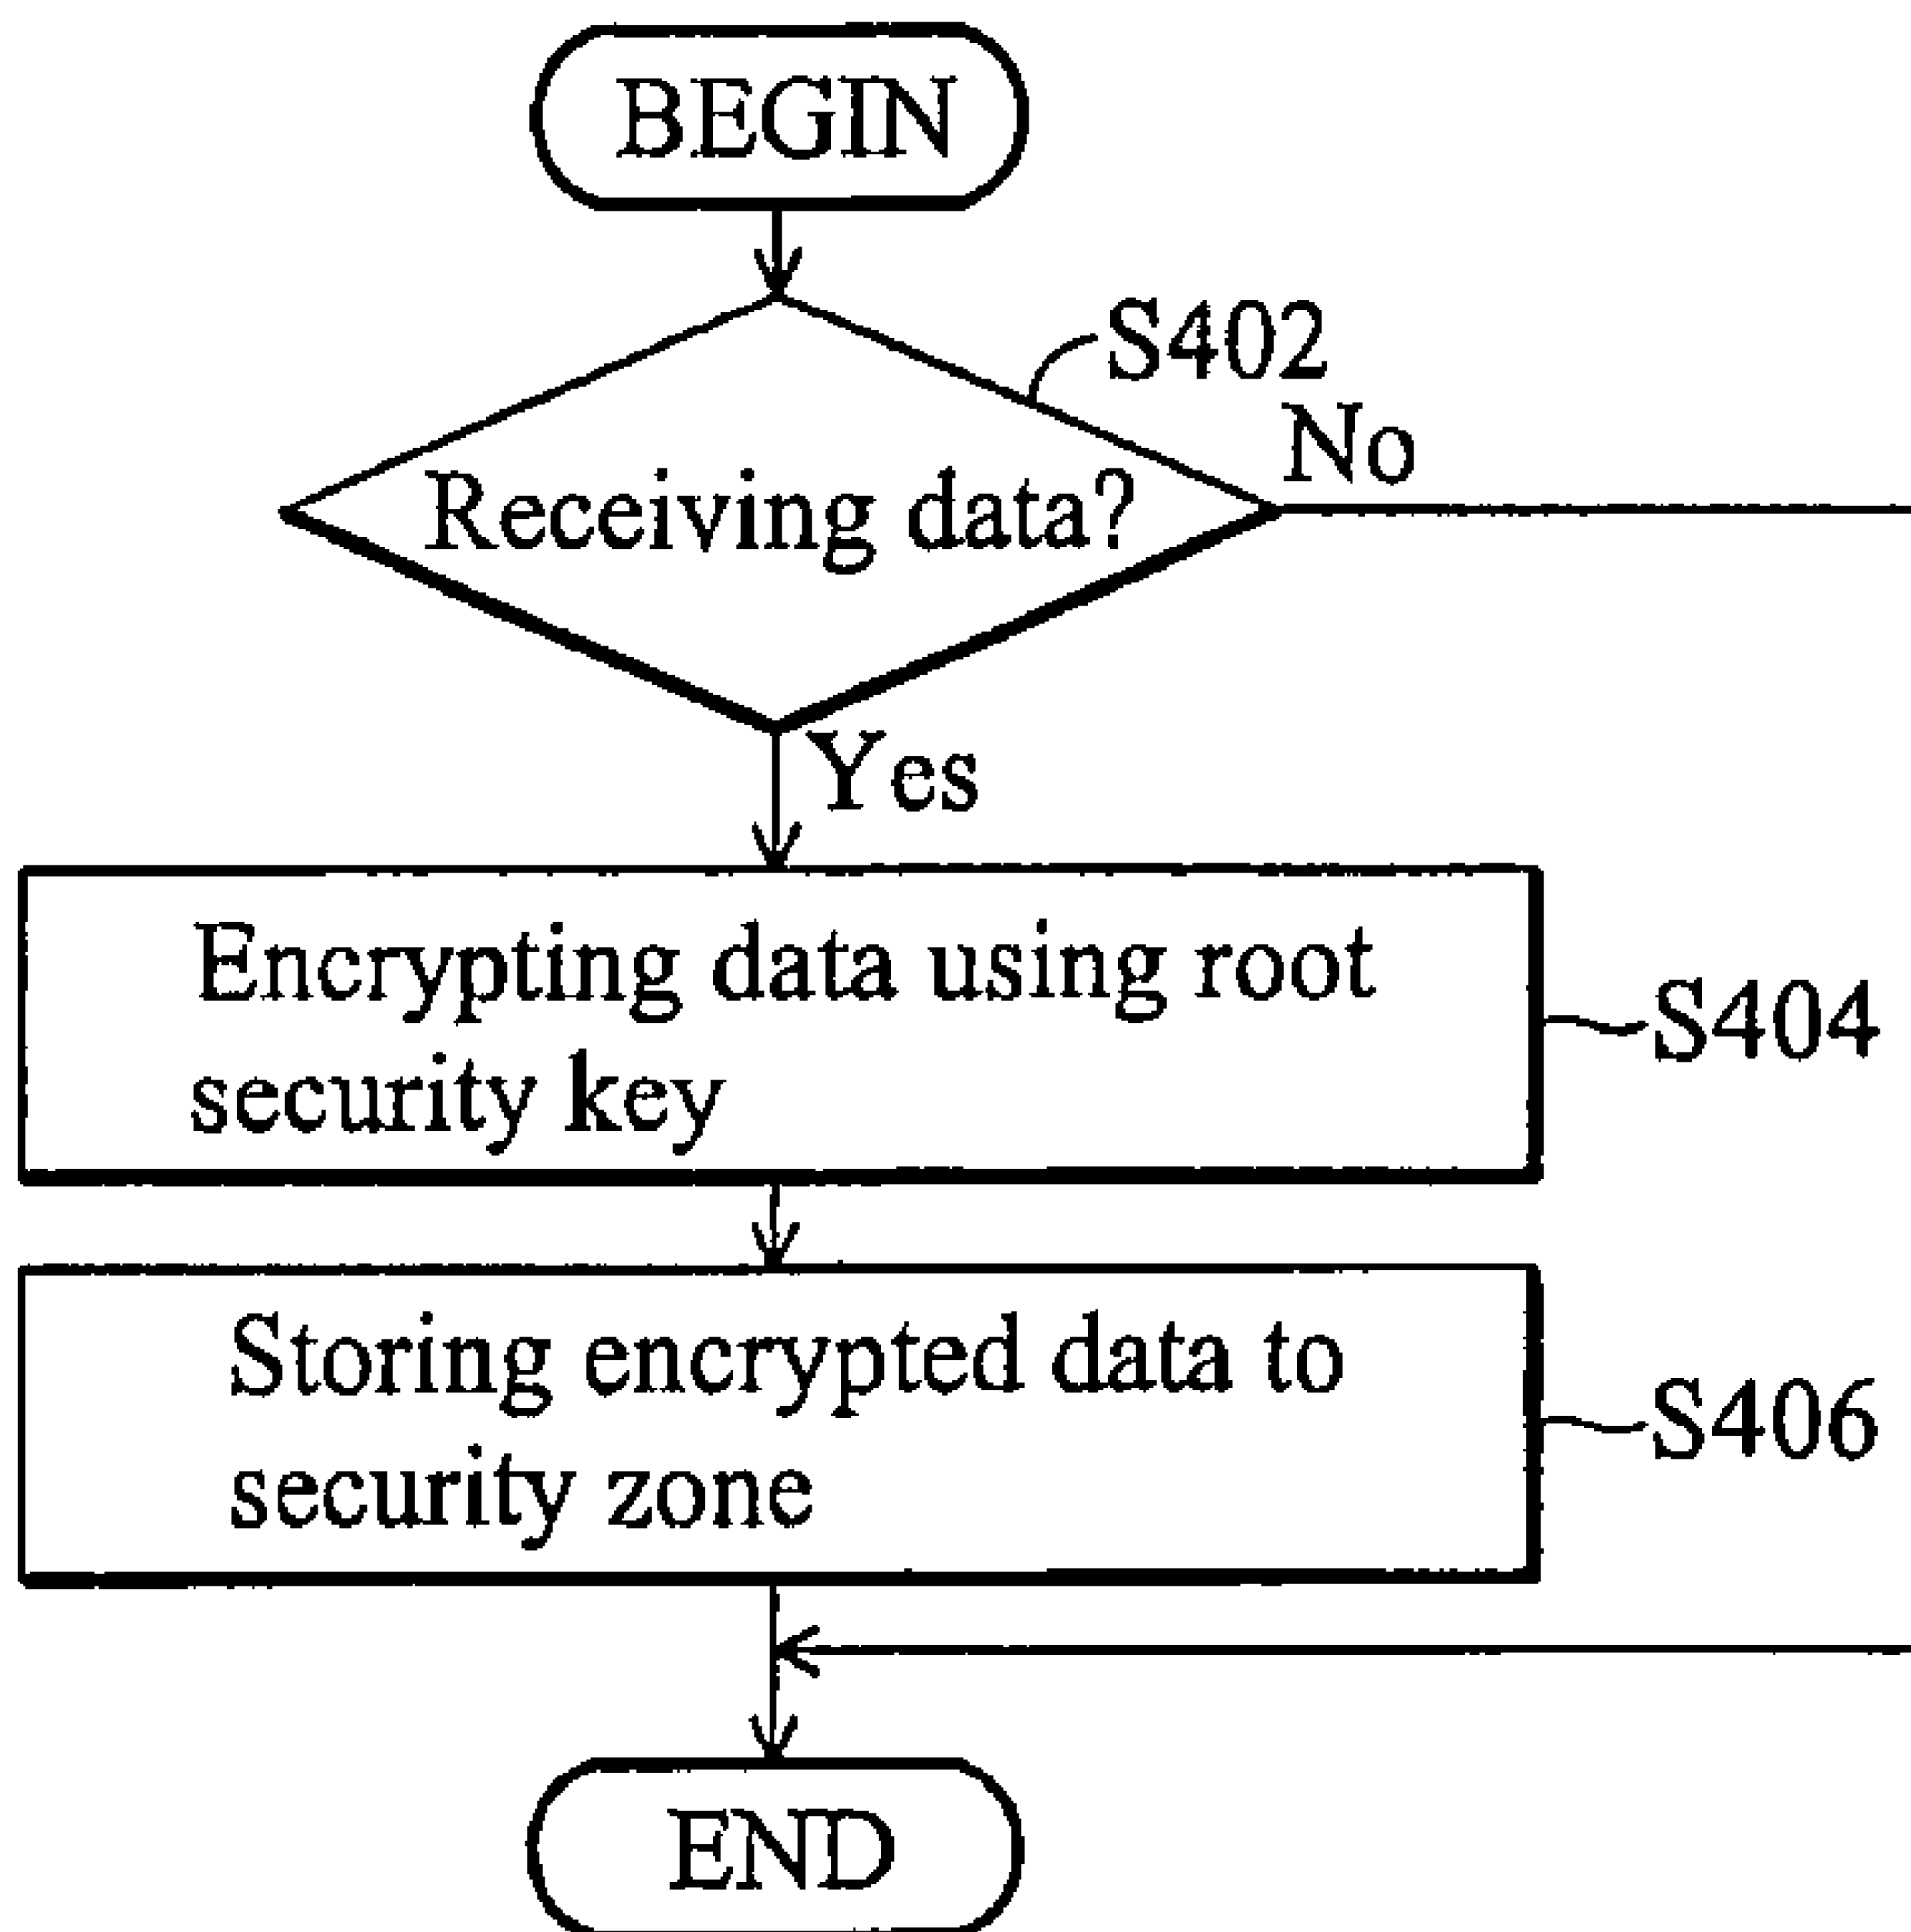 BEGIN
S402
No
Receiving data?
Yes
Encrypting data using root
security key
S404
Storing encrypted data to
security zone
S406
END